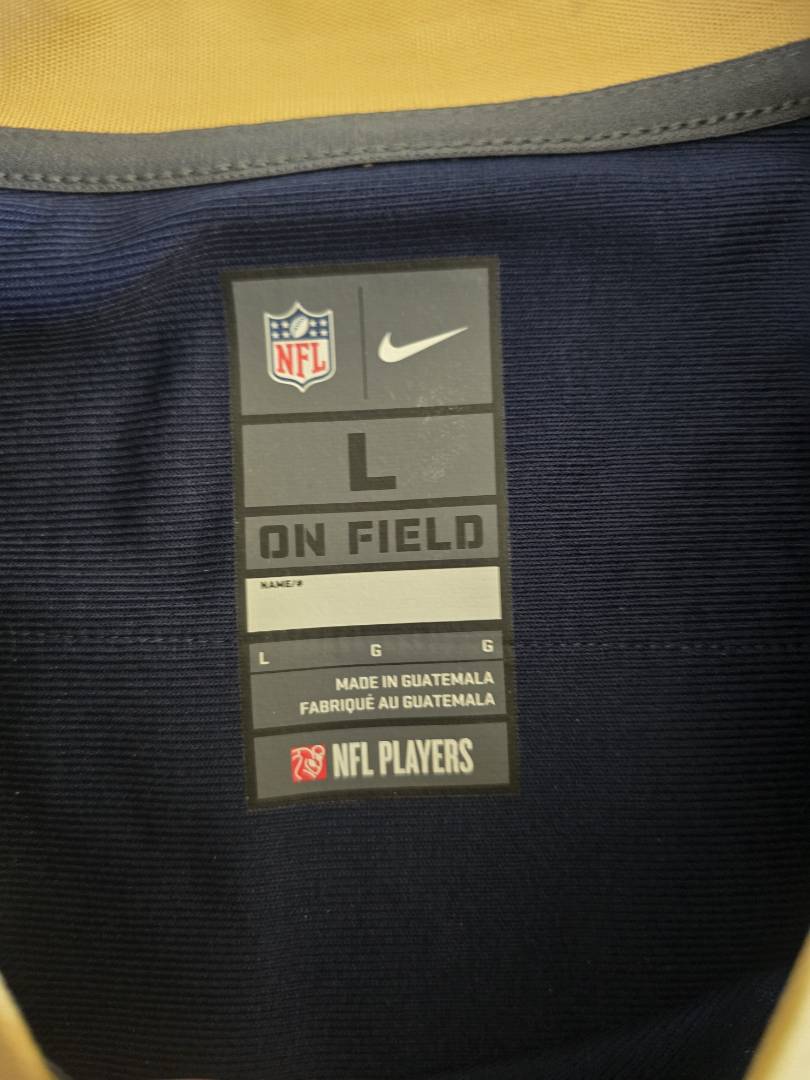 NFL
L
ON FIELD
NAME/#
L G G
MADE IN GUATEMALA
FABRIQUÉ AU GUATEMALA
NFL PLAYERS